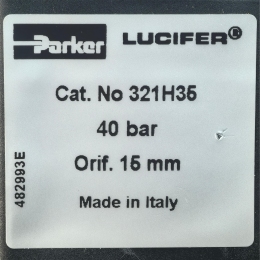 Parker LUCIFER®
Cat. No 321H35
40 bar
Orif. 15 mm
Made in Italy
482993E